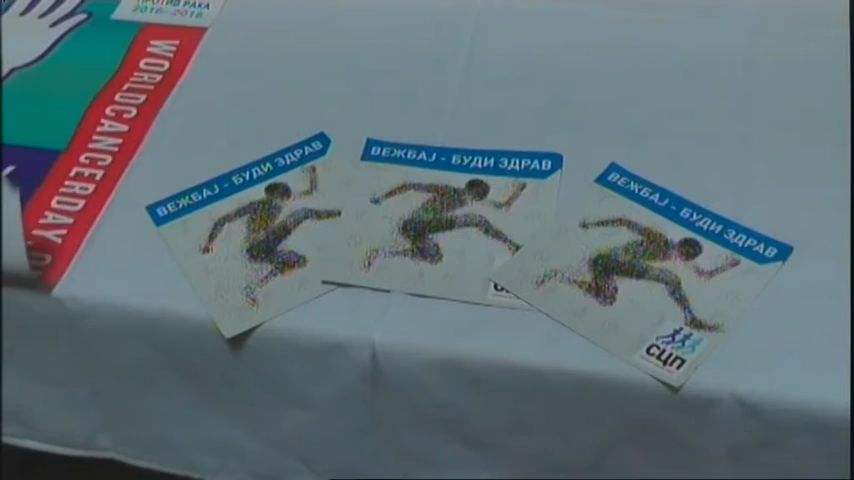 ПРОТИВ РАКА
2016-2018
WORLDCANCERDAY.O
ВЕЖБАЈ - БУДИ ЗДРАВ
ВЕЖБАЈ - БУДИ ЗДРАВ
ВЕЖБАЈ - БУДИ ЗДРАВ
СЦП